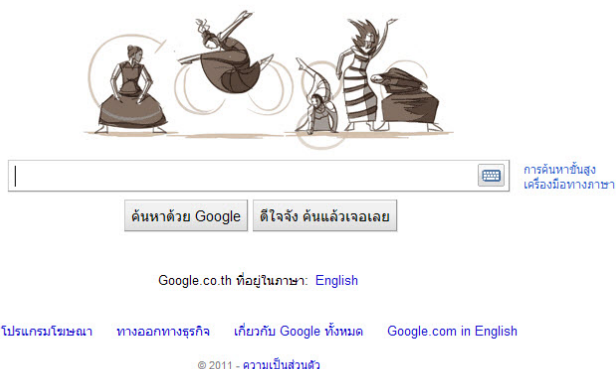 การค้นหาขั้นสูง
เครื่องมือทางภาษา
ค้นหาด้วย Google ดีใจจัง ค้นแล้วเจอเลย
Google.co.th ที่อยู่ในภาษา: English
โปรแกรมโฆษณา ทางออกทางธุรกิจ เกี่ยวกับ Google ทั้งหมด Google.com in English
© 2011 - ความเป็นส่วนตัว